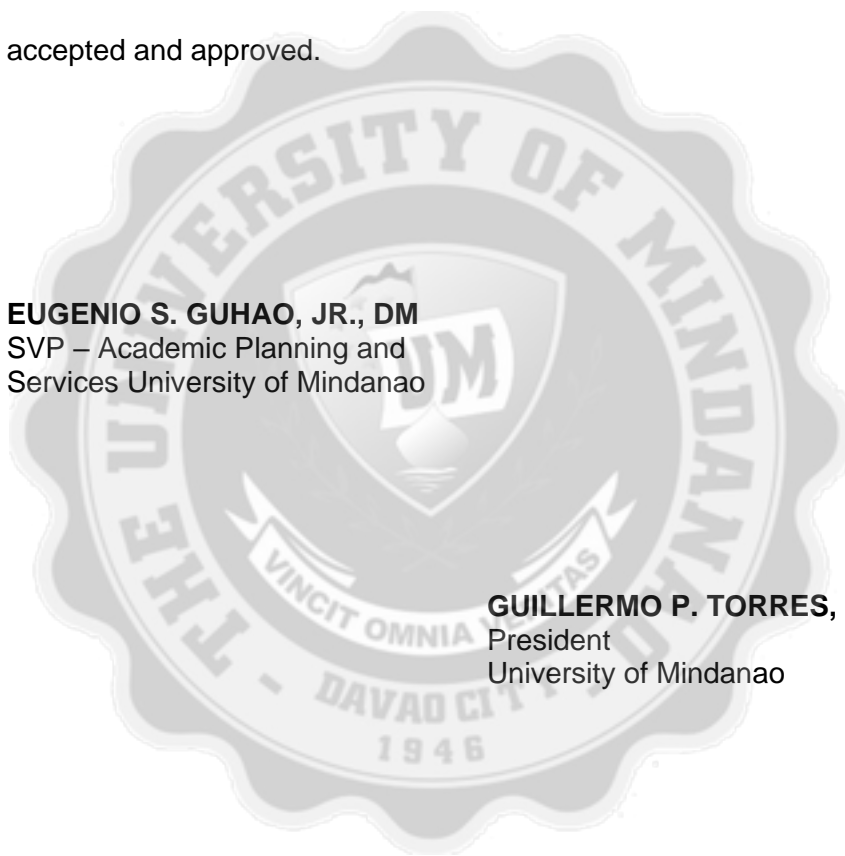 accepted and approved.
EUGENIO S. GUHAO, JR., DM
SVP – Academic Planning and
Services University of Mindanao
GUILLERMO P. TORRES,
President
University of Mindanao
THE UNIVERSITY OF MINDANAO
UM
VINCIT OMNIA VERITAS
DAVAO CITY
1946